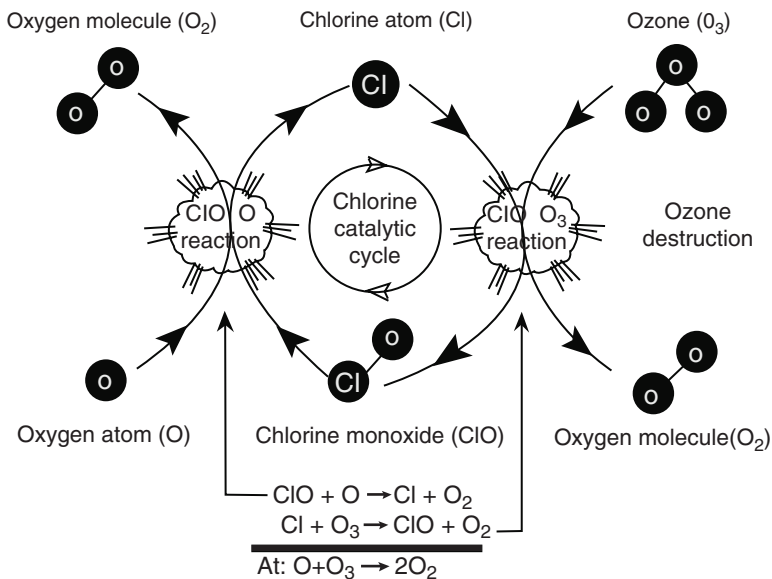 Oxygen molecule (O₂)
Chlorine atom (Cl)
Ozone (0₃)
O
O
Cl
O
O
O
ClO O
reaction
Chlorine
catalytic
cycle
ClO O₃
reaction
Ozone
destruction
O
Cl
O
O
O
Oxygen atom (O)
Chlorine monoxide (ClO)
Oxygen molecule(O₂)
ClO + O → Cl + O₂
Cl + O₃ → ClO + O₂
At: O+O₃ → 2O₂